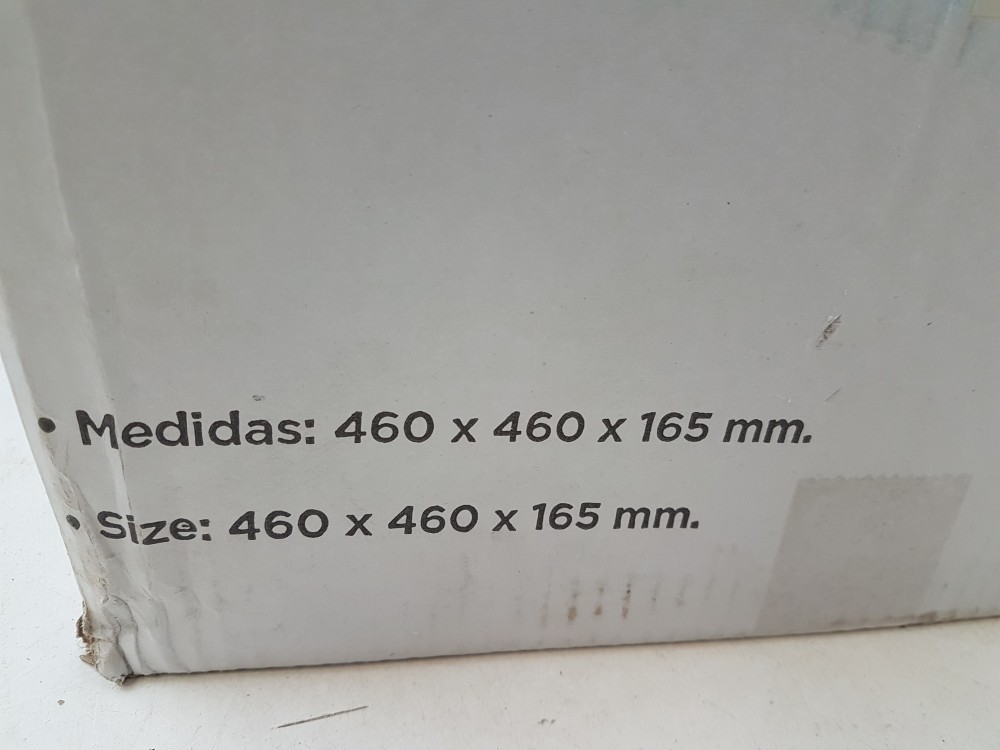 • Medidas: 460 x 460 x 165 mm.
• Size: 460 x 460 x 165 mm.